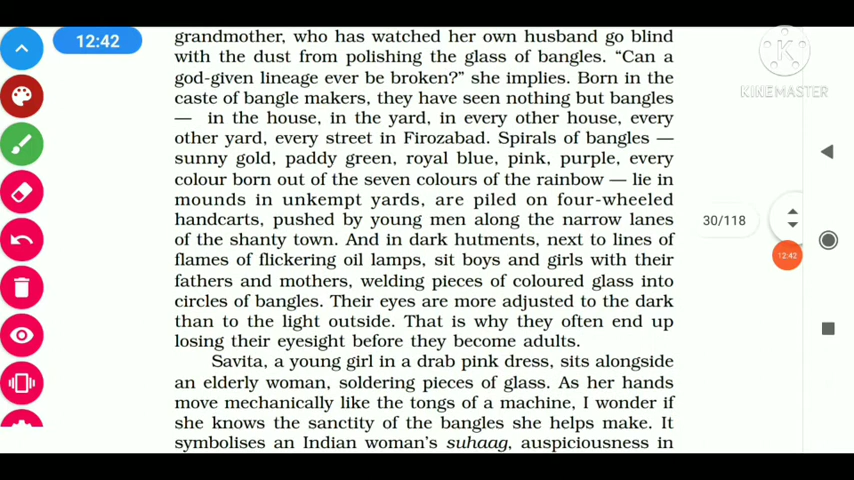 12:42
K
KINEMASTER
grandmother, who has watched her own husband go blind
with the dust from polishing the glass of bangles. “Can a
god-given lineage ever be broken?” she implies. Born in the
caste of bangle makers, they have seen nothing but bangles
— in the house, in the yard, in every other house, every
other yard, every street in Firozabad. Spirals of bangles —
sunny gold, paddy green, royal blue, pink, purple, every
colour born out of the seven colours of the rainbow — lie in
mounds in unkempt yards, are piled on four-wheeled
handcarts, pushed by young men along the narrow lanes
of the shanty town. And in dark hutments, next to lines of
flames of flickering oil lamps, sit boys and girls with their
fathers and mothers, welding pieces of coloured glass into
circles of bangles. Their eyes are more adjusted to the dark
than to the light outside. That is why they often end up
losing their eyesight before they become adults.
Savita, a young girl in a drab pink dress, sits alongside
an elderly woman, soldering pieces of glass. As her hands
move mechanically like the tongs of a machine, I wonder if
she knows the sanctity of the bangles she helps make. It
symbolises an Indian woman’s suhaag, auspiciousness in
30/118
12:42